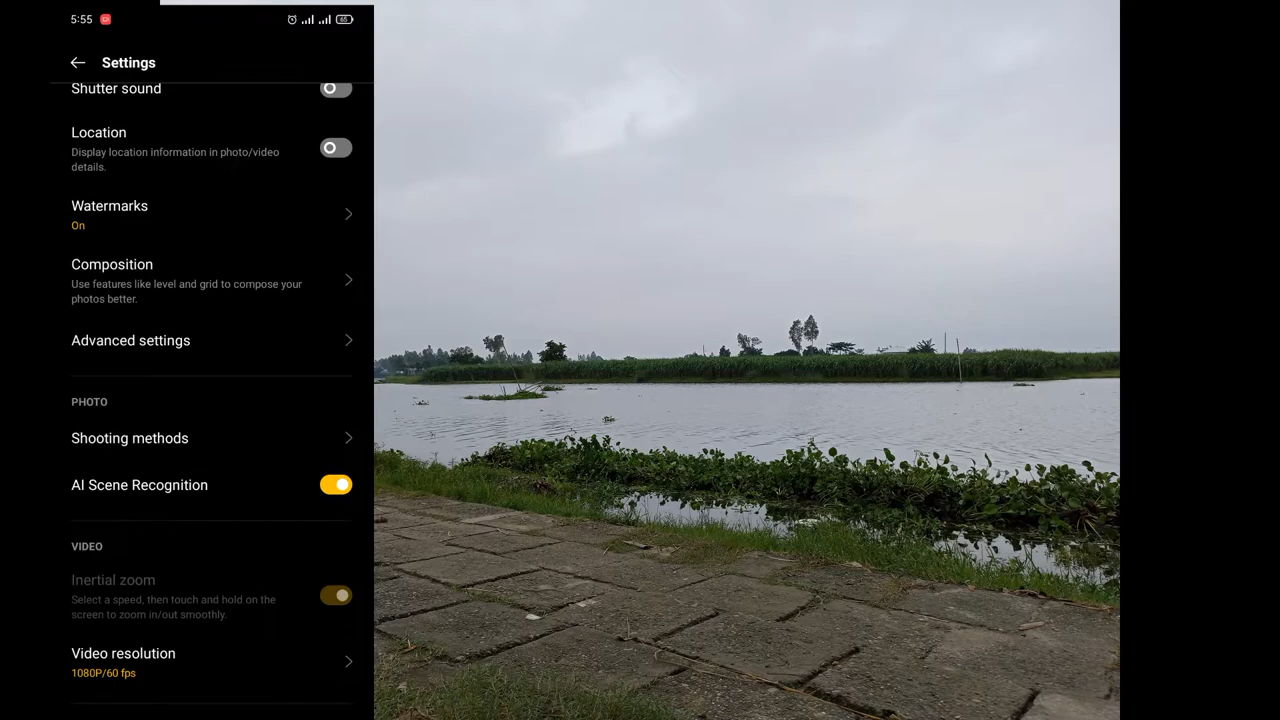 5:55
65
Settings
Shutter sound
Location
Display location information in photo/video
details.
Watermarks
On
Composition
Use features like level and grid to compose your
photos better.
Advanced settings
PHOTO
Shooting methods
AI Scene Recognition
VIDEO
Inertial zoom
Select a speed, then touch and hold on the
screen to zoom in/out smoothly.
Video resolution
1080P/60 fps